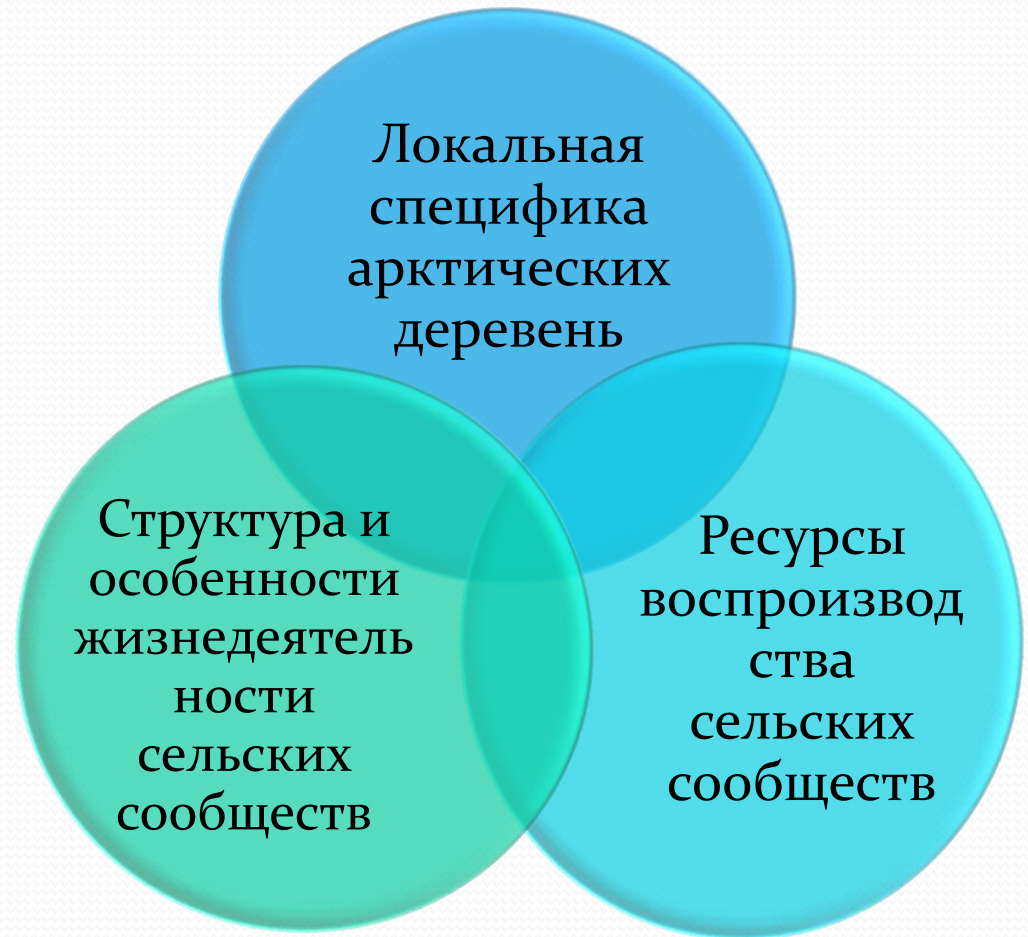 Локальная
специфика
арктических
деревень
Структура и
особенности
жизнедеятель
ности
сельских
сообществ
Ресурсы
воспроизвод
ства
сельских
сообществ